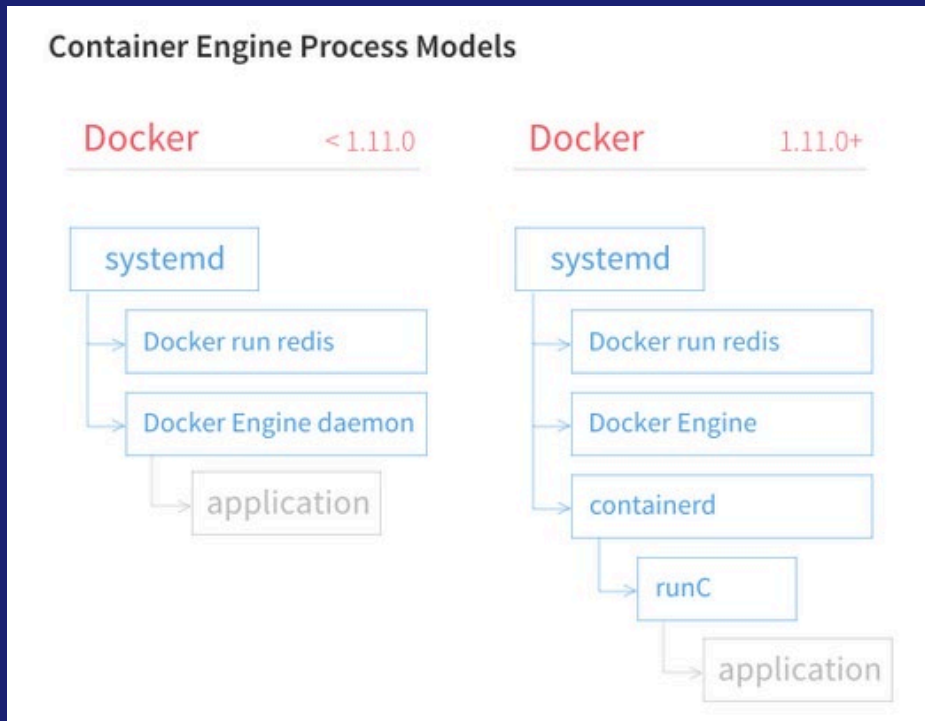 Container Engine Process Models
Docker < 1.11.0
systemd
Docker run redis
Docker Engine daemon
application
Docker 1.11.0+
systemd
Docker run redis
Docker Engine
containerd
runC
application